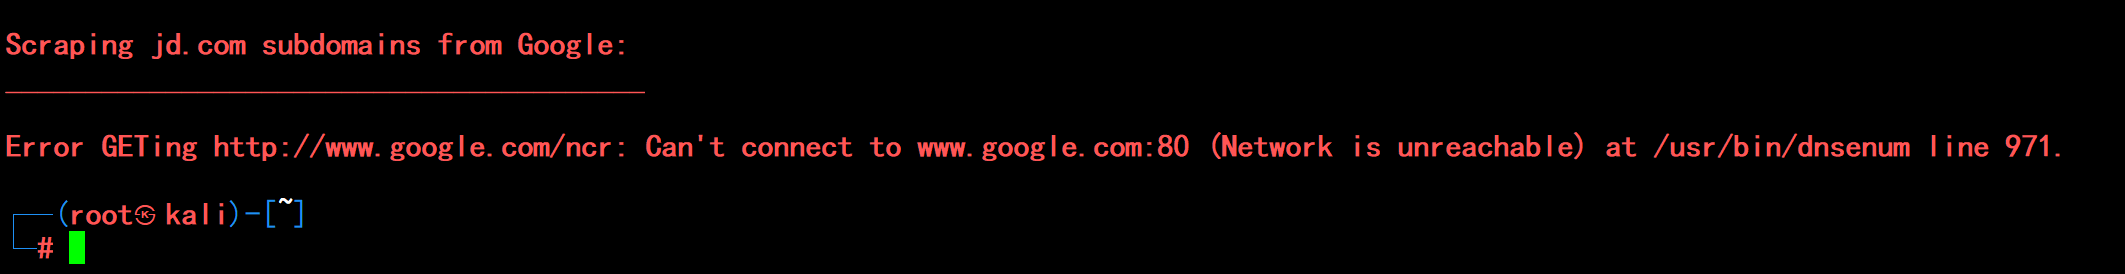 Scraping jd.com subdomains from Google:
________________________________________
Error GETing http://www.google.com/ncr: Can't connect to www.google.com:80 (Network is unreachable) at /usr/bin/dnsenum line 971.
┌──(root㉿kali)-[~]
└─#